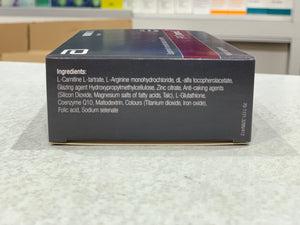 Ingredients:
L-Carnitine L-tartrate, L-Arginine monohydrochloride, dL-alfa tocopherolacetate,
Glazing agent Hydroxypropylmethylcellulose, Zinc citrate, Anti-caking agents
(Silicon Dioxide, Magnesium salts of fatty acids, Talc), L-Glutathione,
Coenzyme Q10, Maltodextrin, Colours (Titanium dioxide, Iron oxide),
Folic acid, Sodium selenate